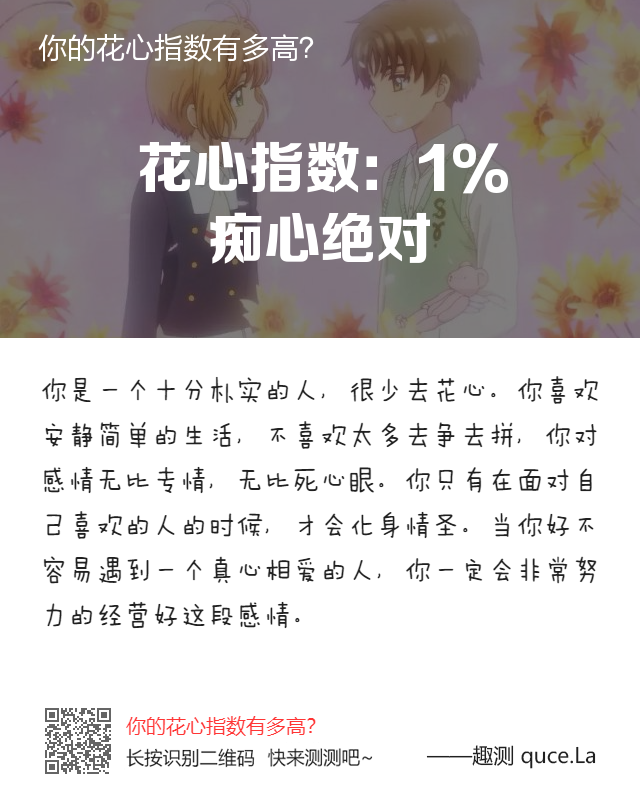 你的花心指数有多高?
花心指数: 1%
痴心绝对
你是一个十分朴实的人, 很少去花心。你喜欢
安静简单的生活, 不喜欢太多去争去拼, 你对
感情无比专情, 无比死心眼。你只有在面对自
己喜欢的人的时候, 才会化身情圣。当你好不
容易遇到一个真心相爱的人, 你一定会非常努
力的经营好这段感情。
你的花心指数有多高?
长按识别二维码 快来测测吧~
——趣测 quce.La